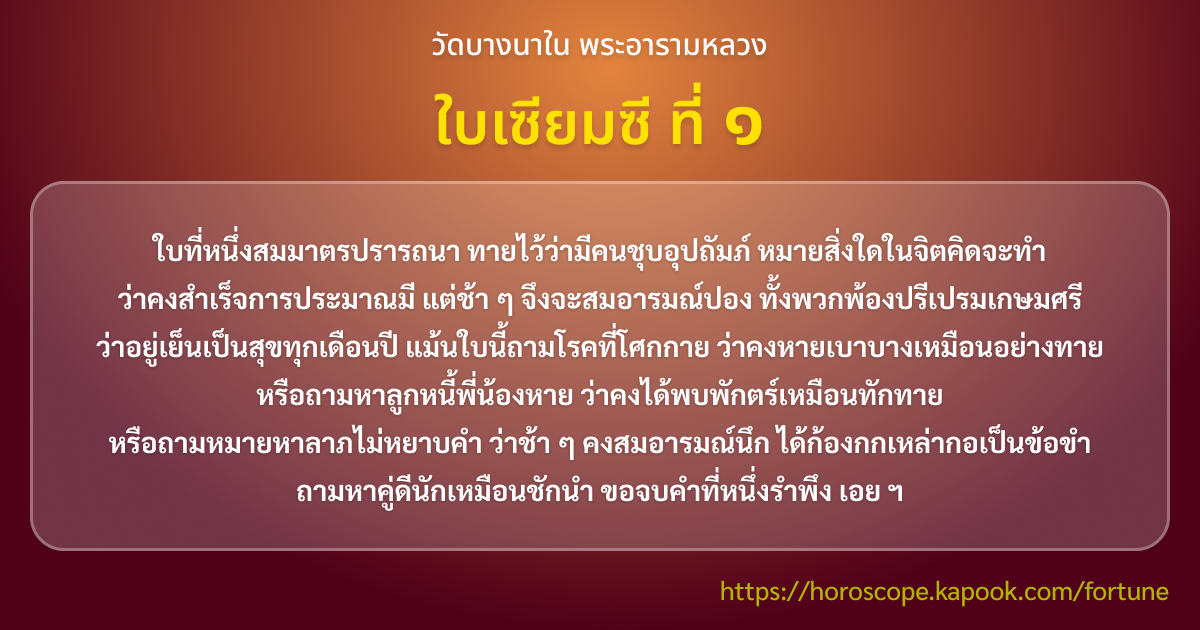 วัดบางนาใน พระอารามหลวง
ใบเซียมซี ที่ ๑
ใบที่หนึ่งสมมาตรปรารถนา ทายไว้ว่ามีคนชุบอุปถัมภ์ หมายสิ่งใดในจิตคิดจะทำ
ว่าคงสำเร็จการประมาณมี แต่ช้า ๆ จึงจะสมอารมณ์ปอง ทั้งพวกพ้องปรีเปรมเกษมศรี
ว่าอยู่เย็นเป็นสุขทุกเดือนปี แม้นใบนี้ถามโรคที่โศกกาย ว่าคงหายเบาบางเหมือนอย่างทาย
หรือถามหาลูกหนี้พี่น้องหาย ว่าคงได้พบพักตร์เหมือนทักทาย
หรือถามหมายหาลาภไม่หยาบคำ ว่าช้า ๆ คงสมอารมณ์นึก ได้ก้องกกเหล่ากอเป็นข้อขำ
ถามหาคู่ดีนักเหมือนชักนำ ขอจบคำที่หนึ่งรำพึง เอย ฯ
https://horoscope.kapook.com/fortune